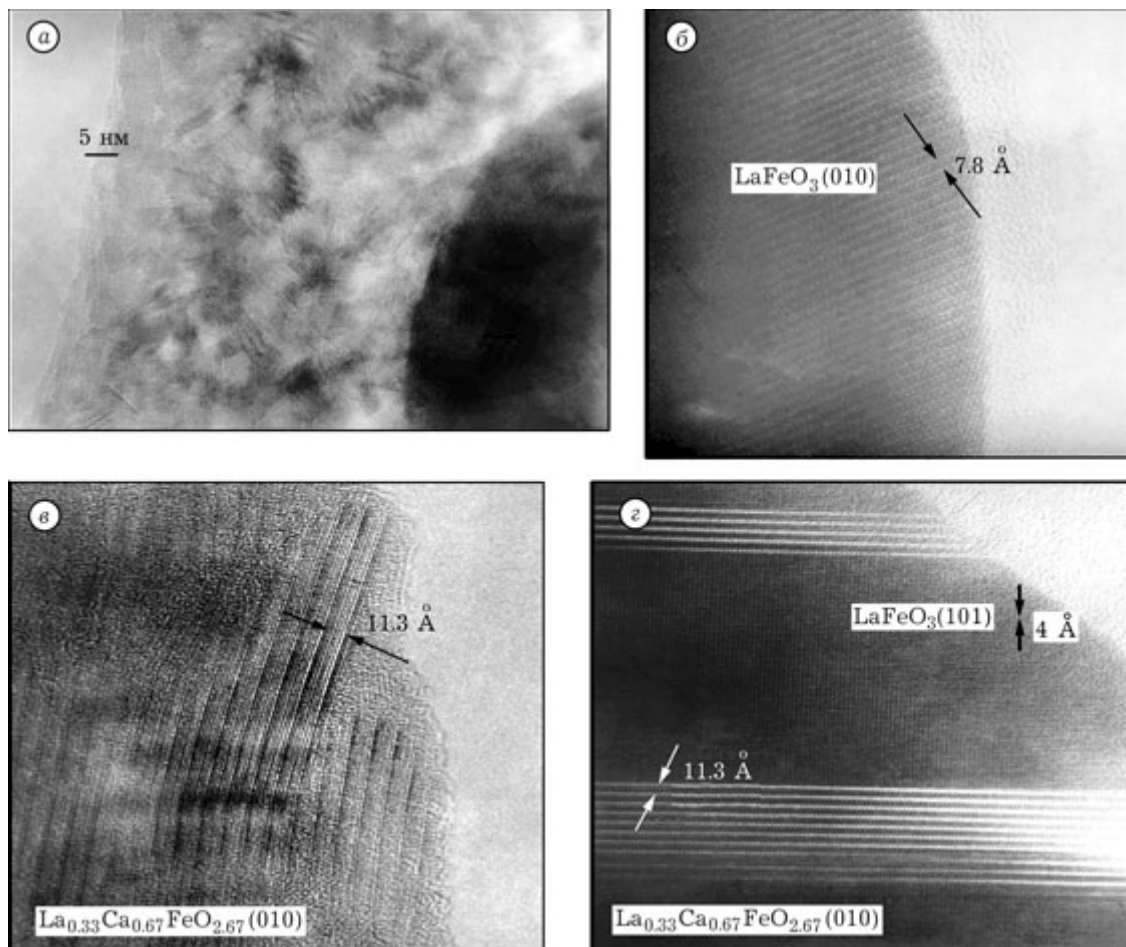 а
5 нм
б
LaFeO₃(010)
7.8 Å
в
11.3 Å
La₀.₃₃Ca₀.₆₇FeO₂.₆₇(010)
г
LaFeO₃(101)
4 Å
11.3 Å
La₀.₃₃Ca₀.₆₇FeO₂.₆₇(010)